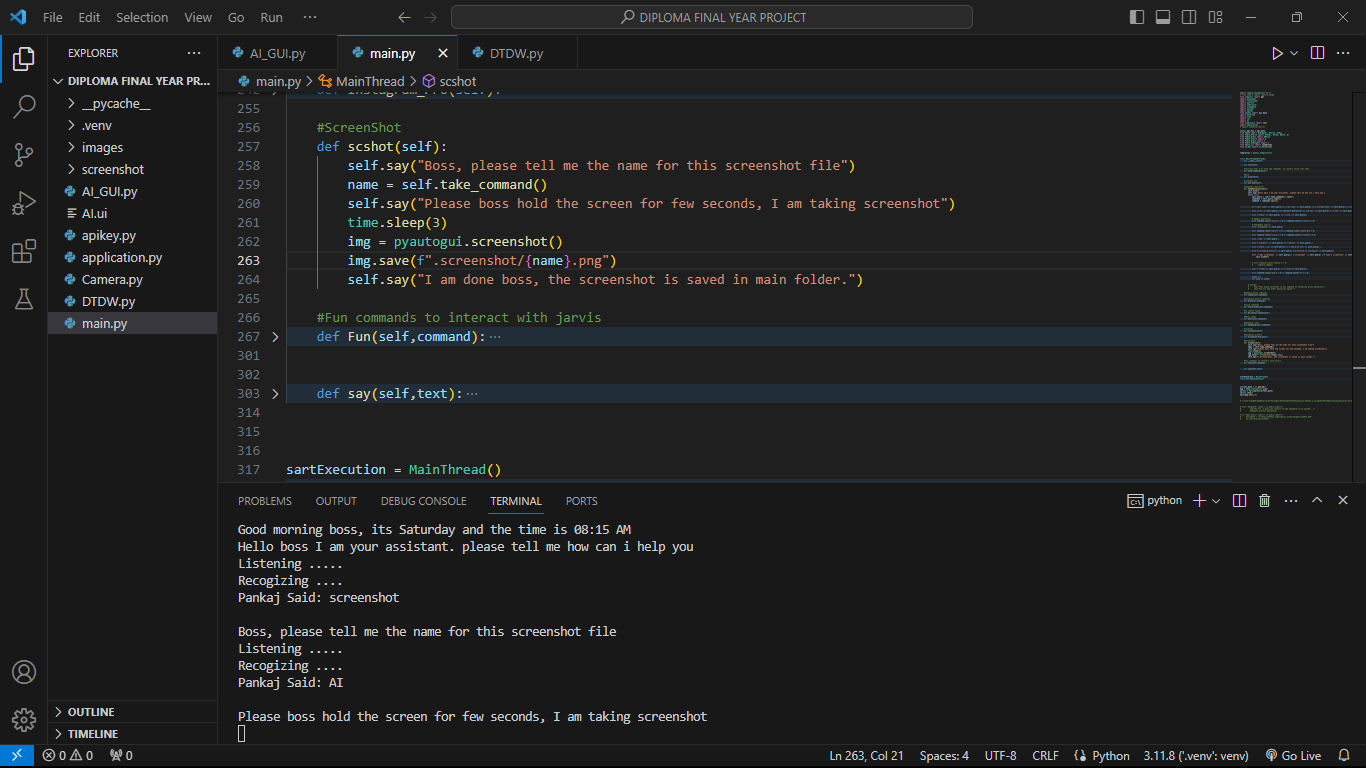 File Edit Selection View Go Run ··· DIPLOMA FINAL YEAR PROJECT
EXPLORER ···
DIPLOMA FINAL YEAR PR...
__pycache__
.venv
images
screenshot
AI_GUI.py
AI.ui
apikey.py
application.py
Camera.py
DTDW.py
main.py
OUTLINE
TIMELINE
AI_GUI.py main.py DTDW.py
main.py > MainThread > scshot
255
256 #ScreenShot
257 def scshot(self):
258 self.say("Boss, please tell me the name for this screenshot file")
259 name = self.take_command()
260 self.say("Please boss hold the screen for few seconds, I am taking screenshot")
261 time.sleep(3)
262 img = pyautogui.screenshot()
263 img.save(f".screenshot/{name}.png")
264 self.say("I am done boss, the screenshot is saved in main folder.")
265
266 #Fun commands to interact with jarvis
267 def Fun(self,command): ···
301
302
303 def say(self,text): ···
314
315
316
317 sartExecution = MainThread()
PROBLEMS OUTPUT DEBUG CONSOLE TERMINAL PORTS python
Good morning boss, its Saturday and the time is 08:15 AM
Hello boss I am your assistant. please tell me how can i help you
Listening .....
Recogizing ....
Pankaj Said: screenshot
Boss, please tell me the name for this screenshot file
Listening .....
Recogizing ....
Pankaj Said: AI
Please boss hold the screen for few seconds, I am taking screenshot
0 0 0 Ln 263, Col 21 Spaces: 4 UTF-8 CRLF Python 3.11.8 ('.venv': venv) Go Live